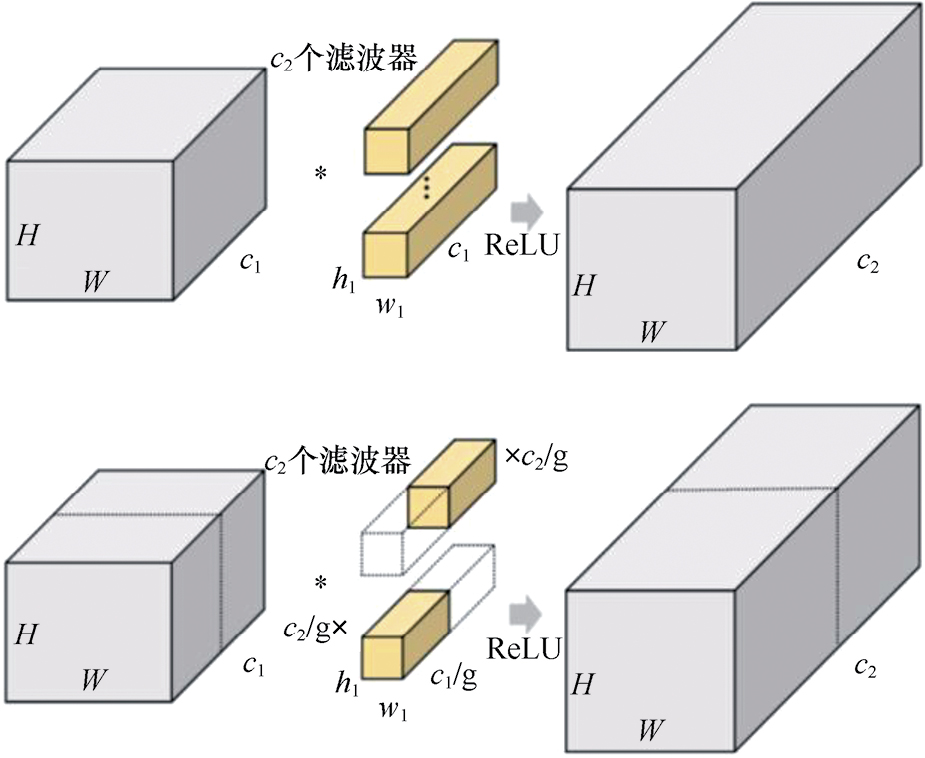 c₂个滤波器
*
H
W
c₁
h₁
w₁
c₁
ReLU
H
W
c₂
c₂个滤波器
×c₂/g
*
c₂/g×
H
W
c₁
h₁
w₁
c₁/g
ReLU
H
W
c₂